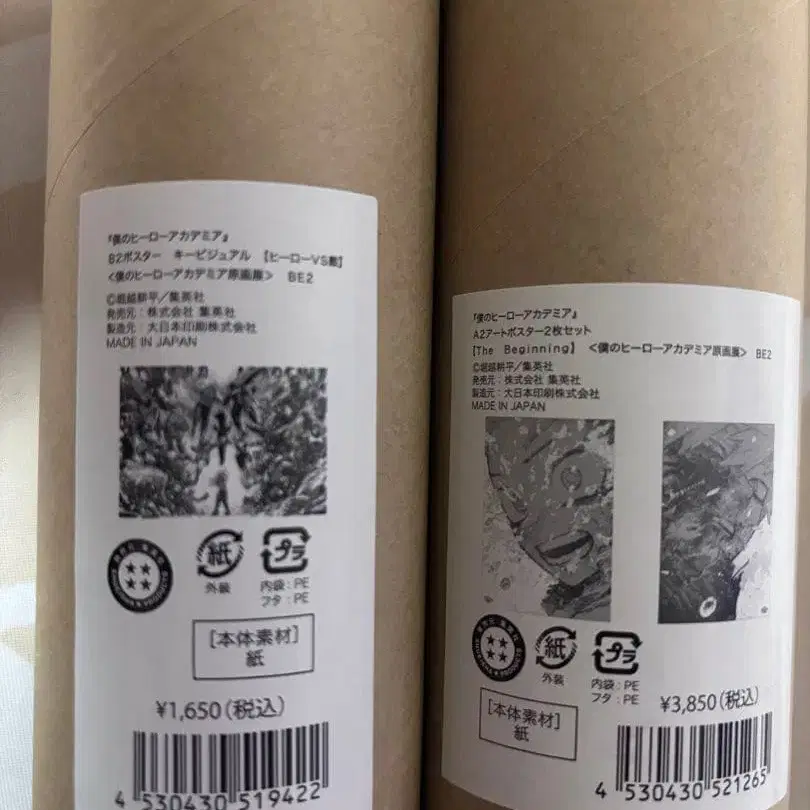 『僕のヒーローアカデミア』
B2ポスター キービジュアル 【ヒーローVS敵】
<僕のヒーローアカデミア原画展> BE2
©堀越耕平/集英社
発売元:株式会社 集英社
製造元:大日本印刷株式会社
MADE IN JAPAN
紙
外装
プラ
内袋:PE
フタ:PE
[本体素材]
紙
¥1,650(税込)
4 530430 519422
『僕のヒーローアカデミア』
A2アートポスター2枚セット
【The Beginning】 <僕のヒーローアカデミア原画展> BE2
©堀越耕平/集英社
発売元:株式会社 集英社
製造元:大日本印刷株式会社
MADE IN JAPAN
紙
外装
プラ
内袋:PE
フタ:PE
[本体素材]
紙
¥3,850(税込)
4 530430 521265